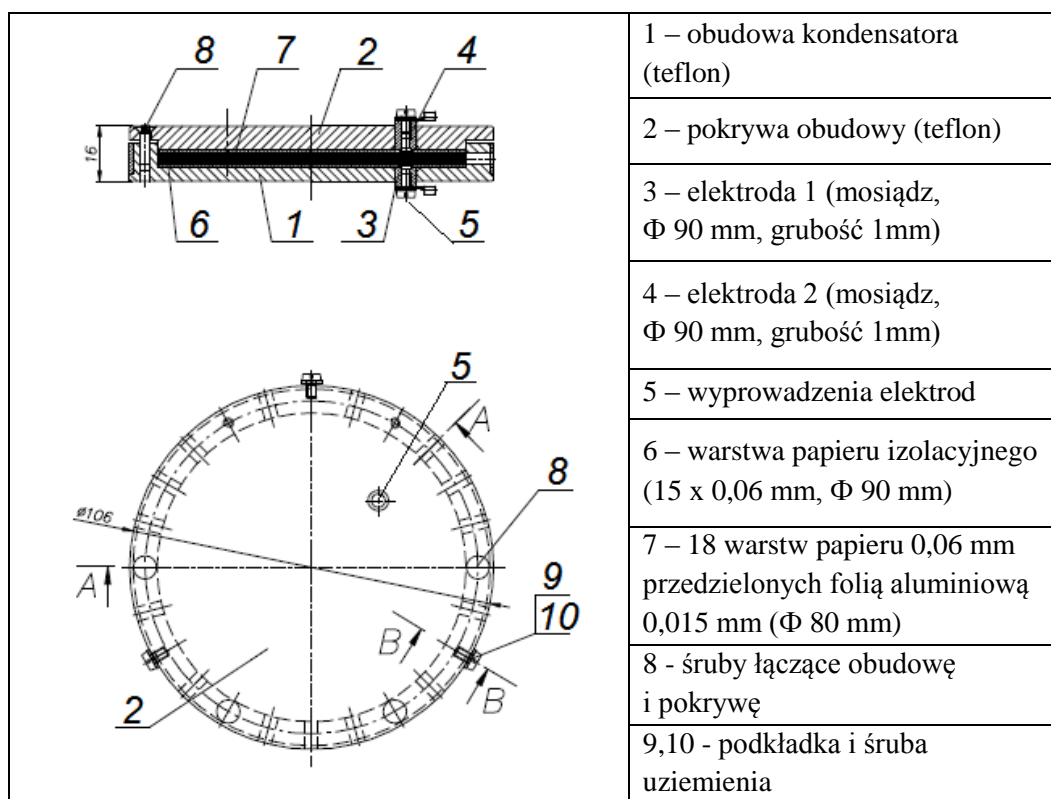 8 7 2 4
16
6 1 3 5
5
A
8
ø106
A
9
10
B
B
2
1 – obudowa kondensatora
(teflon)
2 – pokrywa obudowy (teflon)
3 – elektroda 1 (mosiądz,
Φ 90 mm, grubość 1mm)
4 – elektroda 2 (mosiądz,
Φ 90 mm, grubość 1mm)
5 – wyprowadzenia elektrod
6 – warstwa papieru izolacyjnego
(15 x 0,06 mm, Φ 90 mm)
7 – 18 warstw papieru 0,06 mm
przedzielonych folią aluminiową
0,015 mm (Φ 80 mm)
8 - śruby łączące obudowę
i pokrywę
9,10 - podkładka i śruba
uziemienia